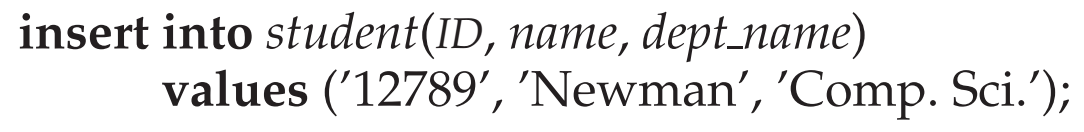 insert into student(ID, name, dept_name)
values (’12789’, ’Newman’, ’Comp. Sci.’);